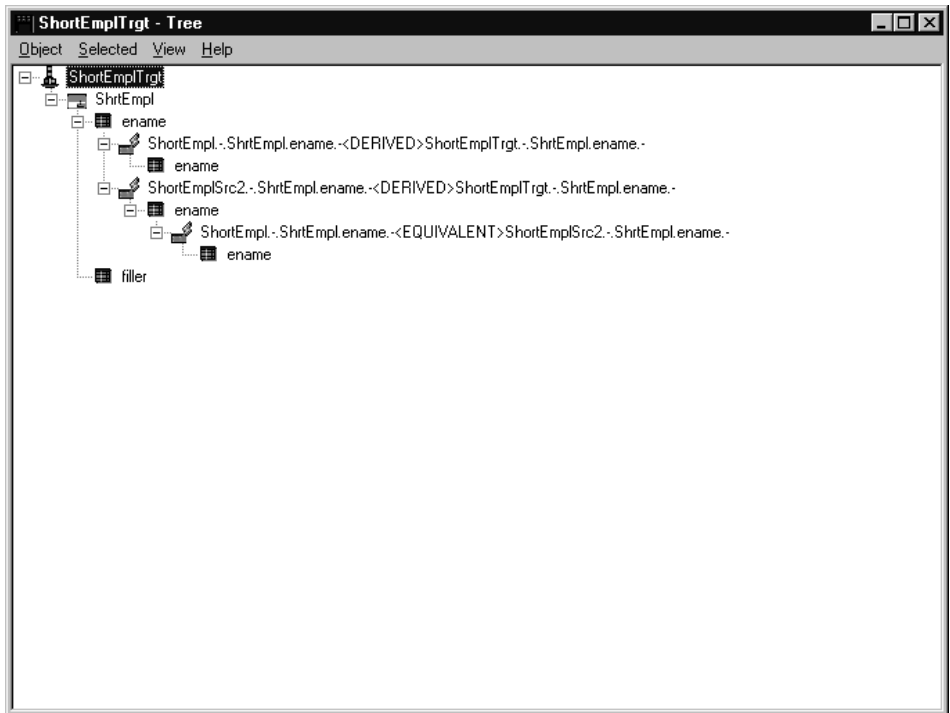 ShortEmplTrgt - Tree
Object Selected View Help
ShortEmplTrgt
ShrtEmpl
ename
ShortEmpl.-.ShrtEmpl.ename.-<DERIVED>ShortEmplTrgt.-.ShrtEmpl.ename.-
ename
ShortEmplSrc2.-.ShrtEmpl.ename.-<DERIVED>ShortEmplTrgt.-.ShrtEmpl.ename.-
ename
ShortEmpl.-.ShrtEmpl.ename.-<EQUIVALENT>ShortEmplSrc2.-.ShrtEmpl.ename.-
ename
filler